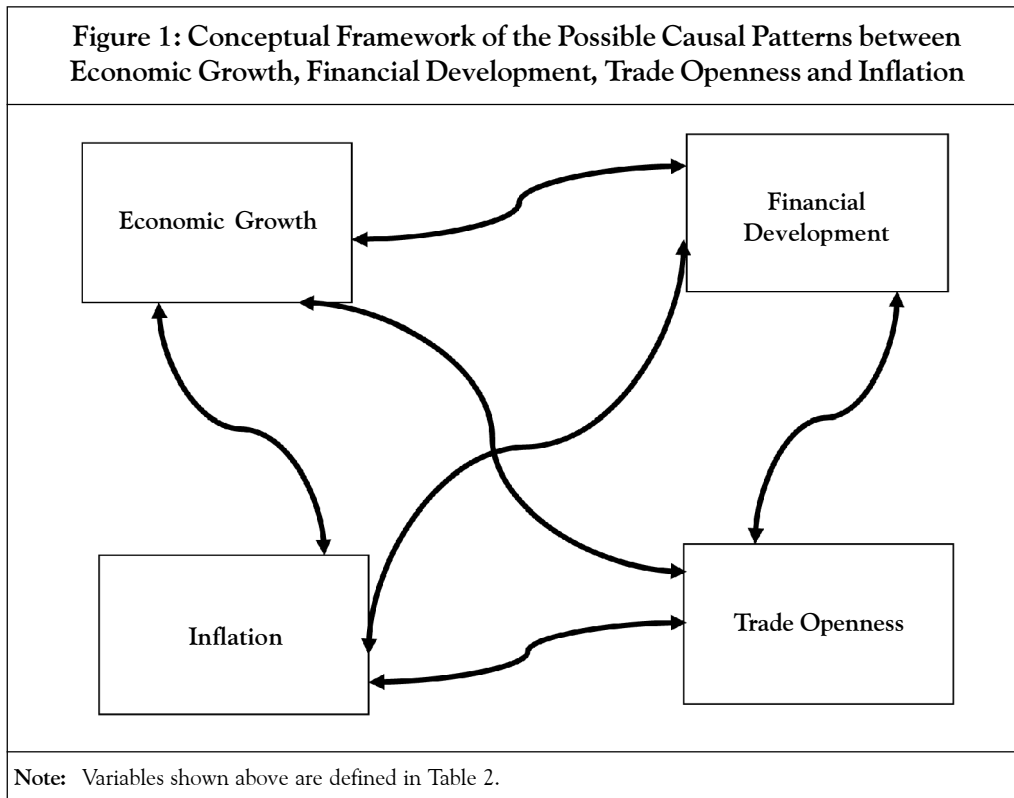 Figure 1: Conceptual Framework of the Possible Causal Patterns between
Economic Growth, Financial Development, Trade Openness and Inflation
Economic Growth
Financial
Development
Inflation
Trade Openness
Note: Variables shown above are defined in Table 2.